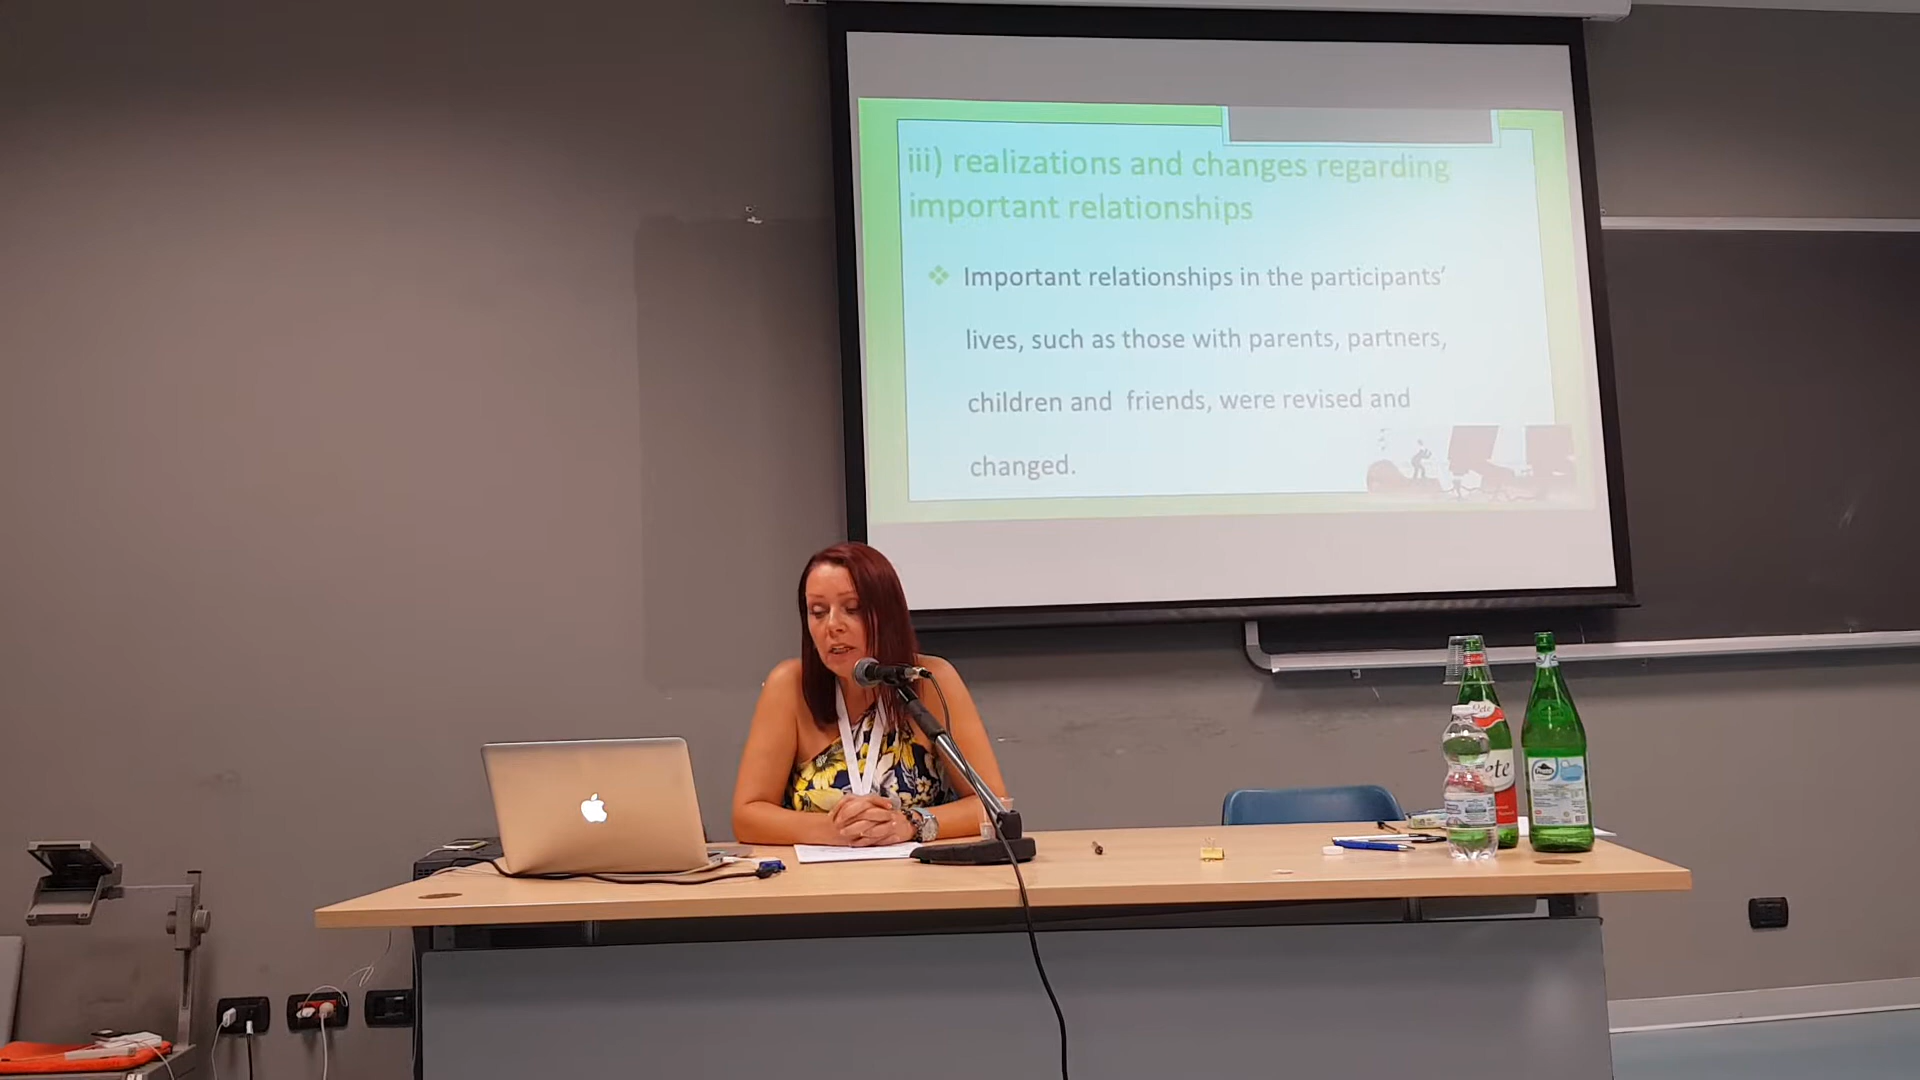 iii) realizations and changes regarding
important relationships
Important relationships in the participants'
lives, such as those with parents, partners,
children and friends, were revised and
changed.
ete